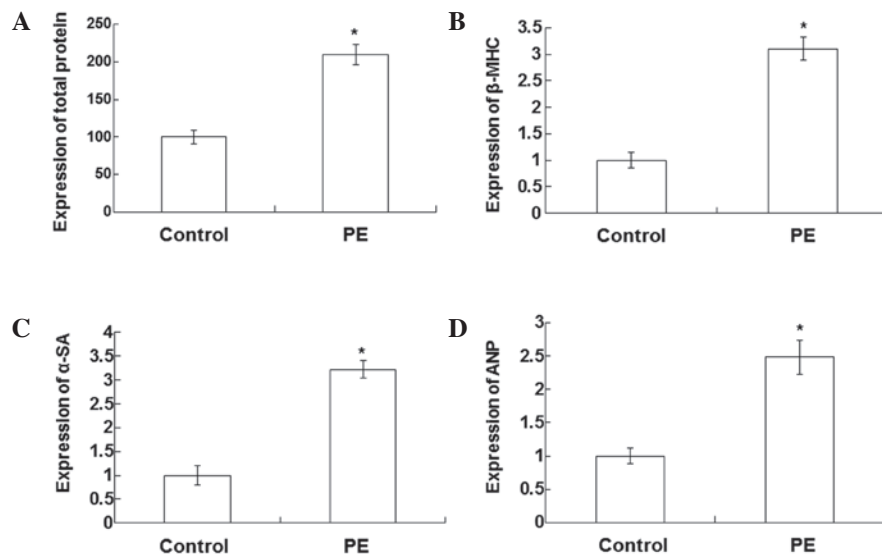 A
Expression of total protein
250
200
150
100
50
0
*
Control
PE
B
Expression of β-MHC
3.5
3
2.5
2
1.5
1
0.5
0
*
Control
PE
C
Expression of α-SA
4
3.5
3
2.5
2
1.5
1
0.5
0
*
Control
PE
D
Expression of ANP
3
2.5
2
1.5
1
0.5
0
*
Control
PE